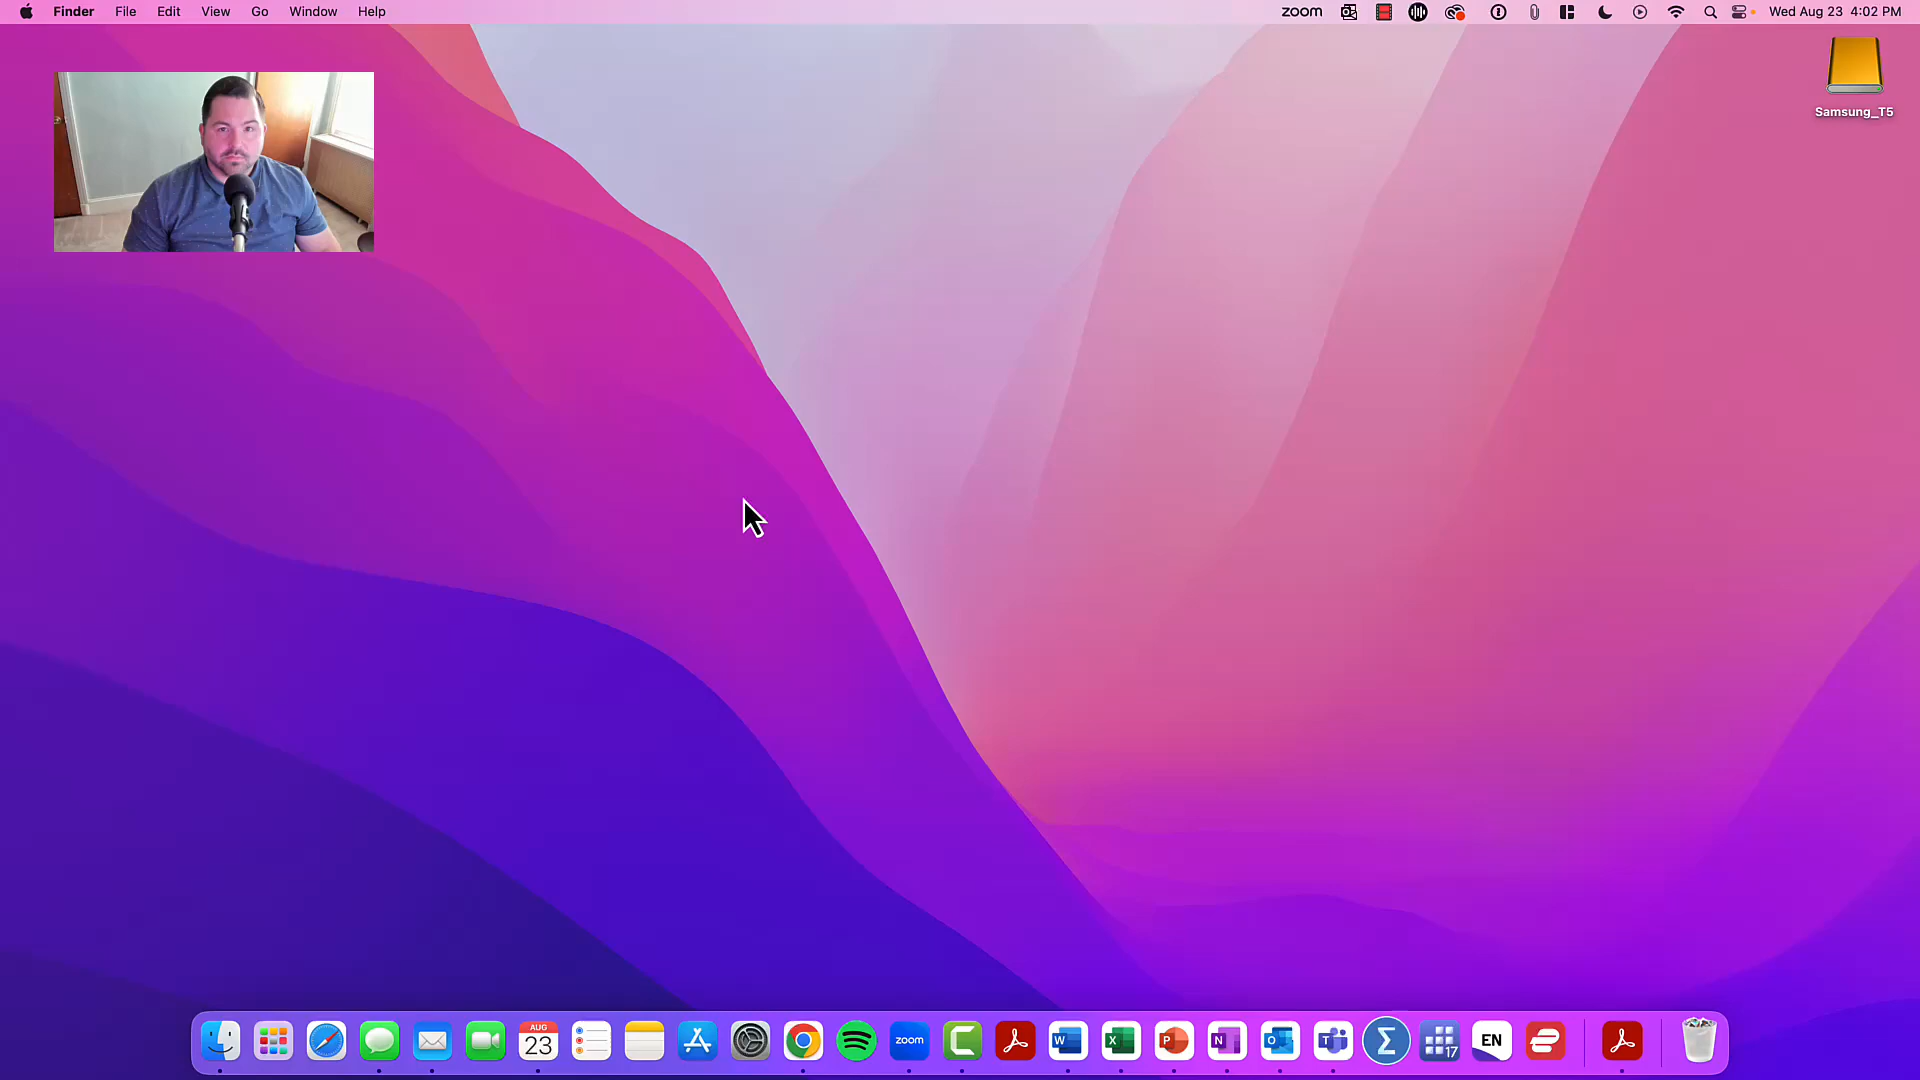 Finder File Edit View Go Window Help zoom Wed Aug 23 4:02 PM
Samsung_T5
AUG
23
zoom
W
X
P
N
O
T
Σ
17
EN